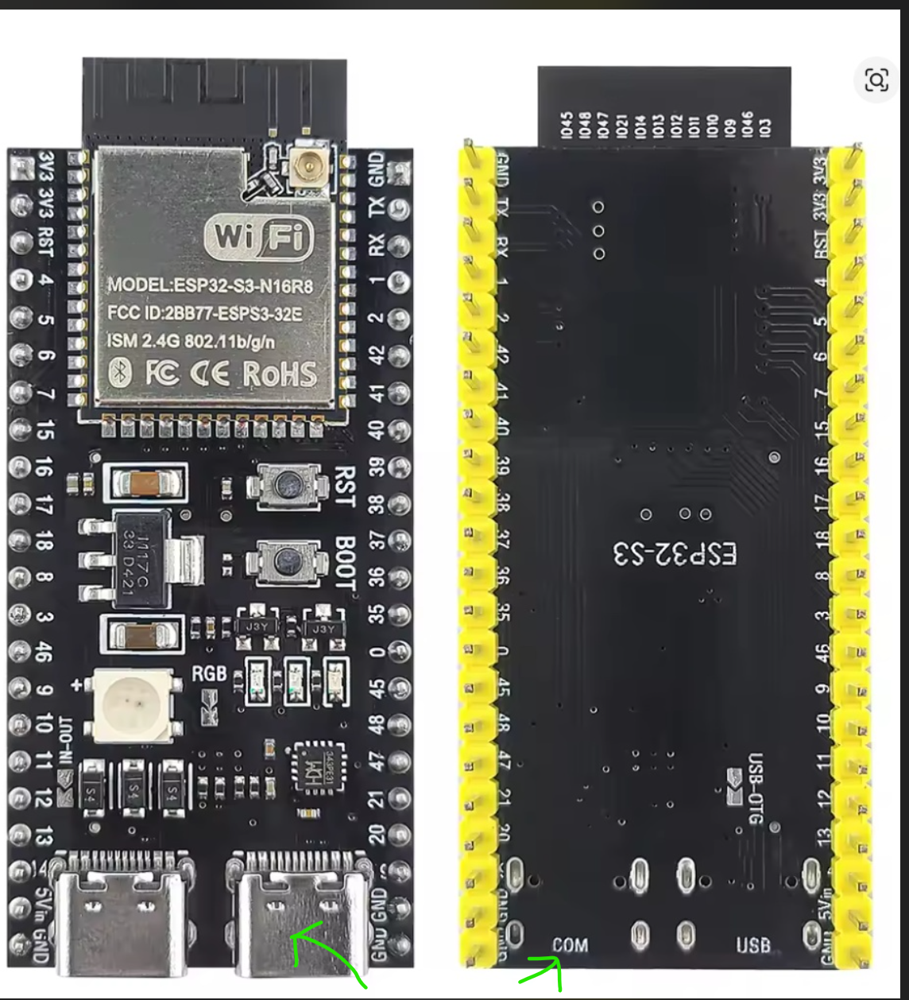 3V3
3V3
RST
4
5
6
7
15
16
17
18
8
3
46
9
10
11
12
13
14
5Vin
GND
WiFi
MODEL:ESP32-S3-N16R8
FCC ID:2BB77-ESPS3-32E
ISM 2.4G 802.11b/g/n
FC CE RoHS
RST
BOOT
1117C
33 D421
J3Y
J3Y
RGB
+
IN-OUT
S4
S4
S4
343PE31
GND
TX
RX
1
2
42
41
40
39
38
37
36
35
0
45
48
47
21
20
GND
GND
IO45
IO48
IO47
IO21
IO14
IO13
IO12
IO11
IO10
IO9
IO46
IO3
GND
TX
RX
1
2
42
41
40
39
38
37
36
35
0
45
48
47
21
20
ESP32-S3
USB-OTG
COM
USB
3V3
3V3
RST
4
5
6
7
15
16
17
18
8
3
46
9
10
11
12
13
5Vin
GND